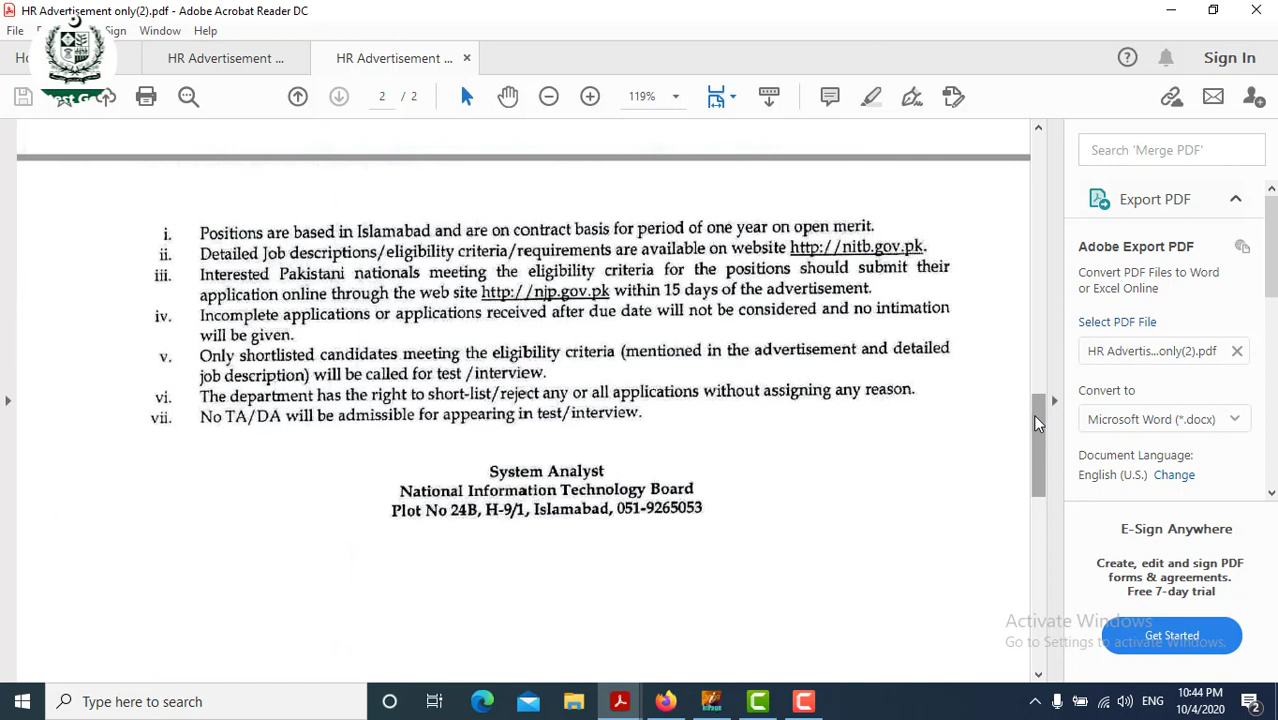 HR Advertisement only(2).pdf - Adobe Acrobat Reader DC
File Sign Window Help
HR Advertisement ... HR Advertisement ... Sign In
2 / 2 119%
i. Positions are based in Islamabad and are on contract basis for period of one year on open merit.
ii. Detailed Job descriptions/eligibility criteria/requirements are available on website http://nitb.gov.pk.
iii. Interested Pakistani nationals meeting the eligibility criteria for the positions should submit their
application online through the web site http://njp.gov.pk within 15 days of the advertisement.
iv. Incomplete applications or applications received after due date will not be considered and no intimation
will be given.
v. Only shortlisted candidates meeting the eligibility criteria (mentioned in the advertisement and detailed
job description) will be called for test /interview.
vi. The department has the right to short-list/reject any or all applications without assigning any reason.
vii. No TA/DA will be admissible for appearing in test/interview.
System Analyst
National Information Technology Board
Plot No 24B, H-9/1, Islamabad, 051-9265053
Search 'Merge PDF'
Export PDF
Adobe Export PDF
Convert PDF Files to Word
or Excel Online
Select PDF File
HR Advertis...only(2).pdf
Convert to
Microsoft Word (*.docx)
Document Language:
English (U.S.) Change
E-Sign Anywhere
Create, edit and sign PDF
forms & agreements.
Free 7-day trial
Get Started
Activate Windows
Go to Settings to activate Windows.
Type here to search
ENG
10:44 PM
10/4/2020
2